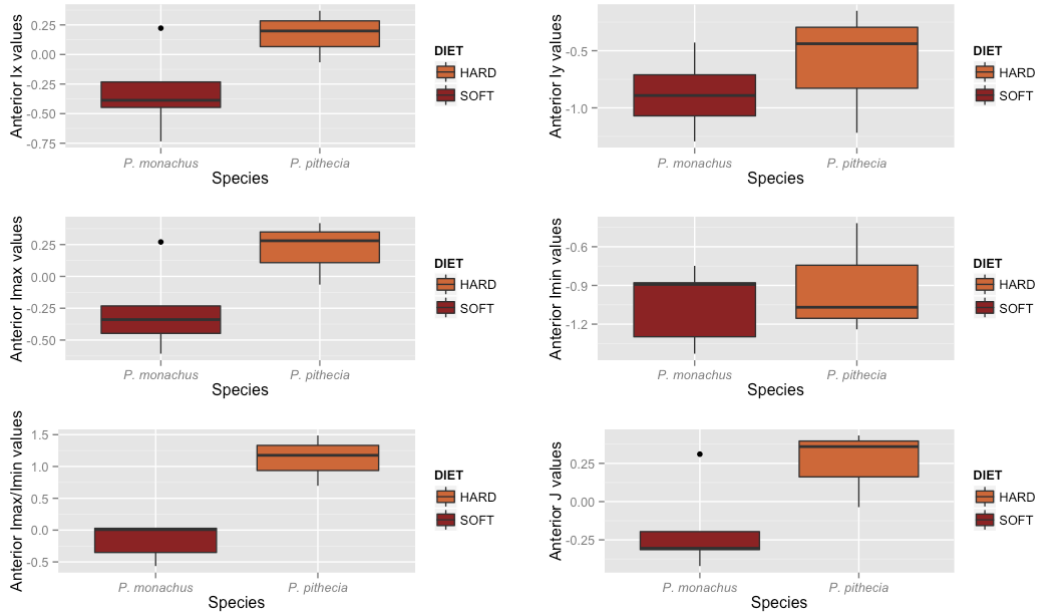 Anterior Ix values
0.25
0.00
-0.25
-0.50
-0.75
P. monachus
P. pithecia
Species
DIET
HARD
SOFT
Anterior Iy values
-0.5
-1.0
P. monachus
P. pithecia
Species
DIET
HARD
SOFT
Anterior Imax values
0.25
0.00
-0.25
-0.50
P. monachus
P. pithecia
Species
DIET
HARD
SOFT
Anterior Imin values
-0.6
-0.9
-1.2
P. monachus
P. pithecia
Species
DIET
HARD
SOFT
Anterior Imax/Imin values
1.5
1.0
0.5
0.0
-0.5
P. monachus
P. pithecia
Species
DIET
HARD
SOFT
Anterior J values
0.25
0.00
-0.25
P. monachus
P. pithecia
Species
DIET
HARD
SOFT